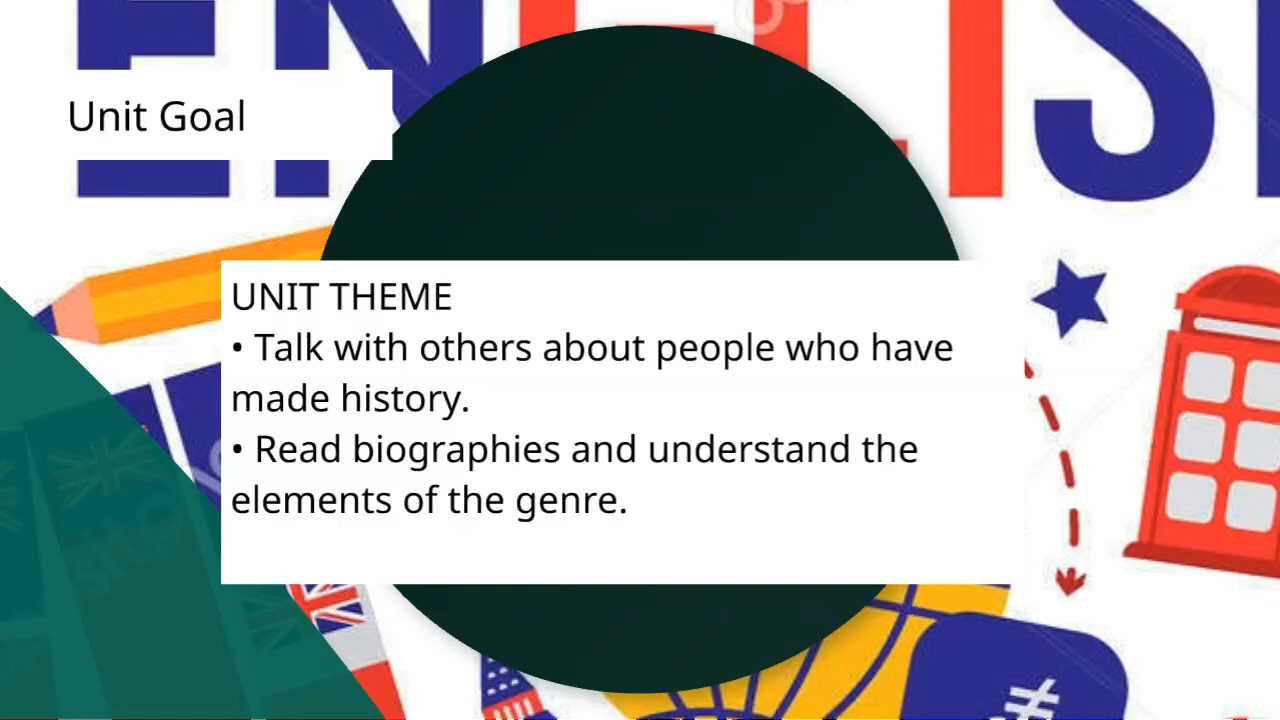 ENGLIS
Unit Goal
UNIT THEME
• Talk with others about people who have
made history.
• Read biographies and understand the
elements of the genre.